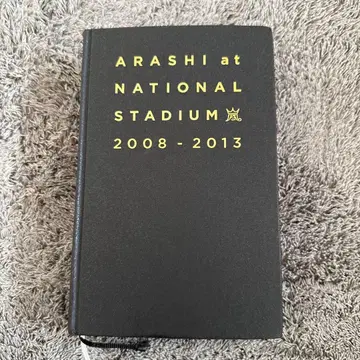 ARASHI at
NATIONAL
STADIUM
2008 - 2013